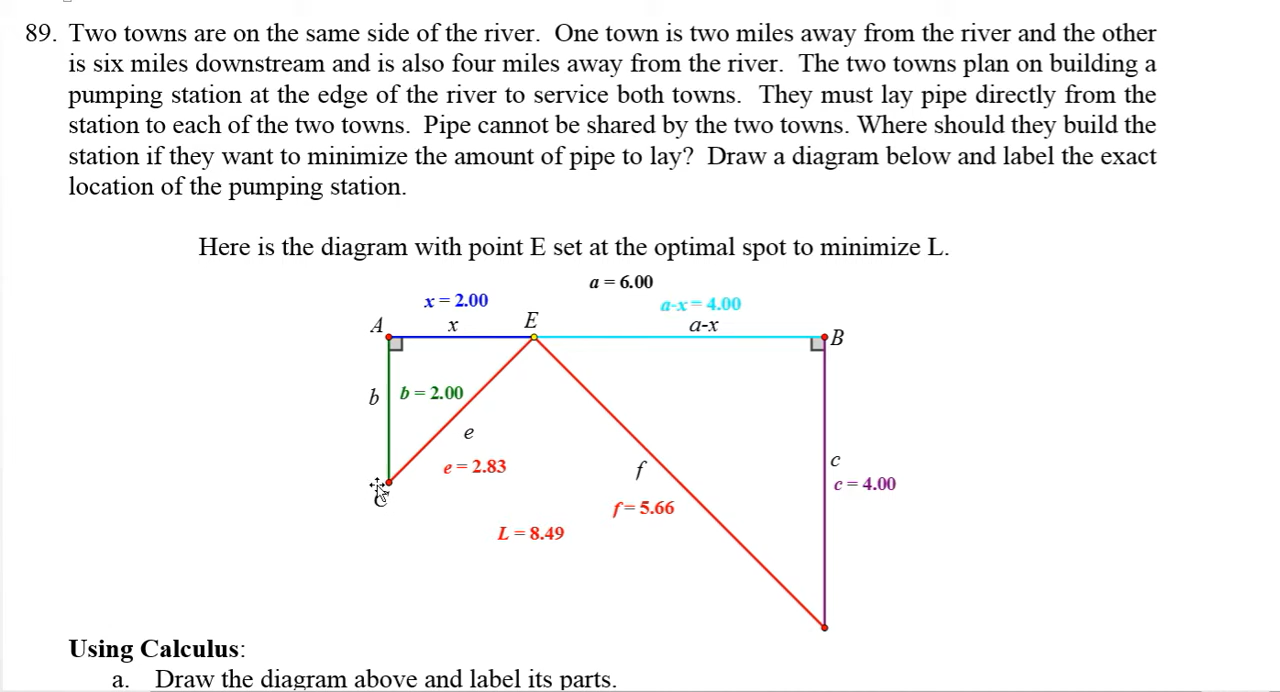 89. Two towns are on the same side of the river. One town is two miles away from the river and the other
is six miles downstream and is also four miles away from the river. The two towns plan on building a
pumping station at the edge of the river to service both towns. They must lay pipe directly from the
station to each of the two towns. Pipe cannot be shared by the two towns. Where should they build the
station if they want to minimize the amount of pipe to lay? Draw a diagram below and label the exact
location of the pumping station.
Here is the diagram with point E set at the optimal spot to minimize L.
a = 6.00
x = 2.00
a-x = 4.00
A
x
E
a-x
B
b
b = 2.00
e
e = 2.83
f
c
c = 4.00
C
f = 5.66
L = 8.49
Using Calculus:
a. Draw the diagram above and label its parts.